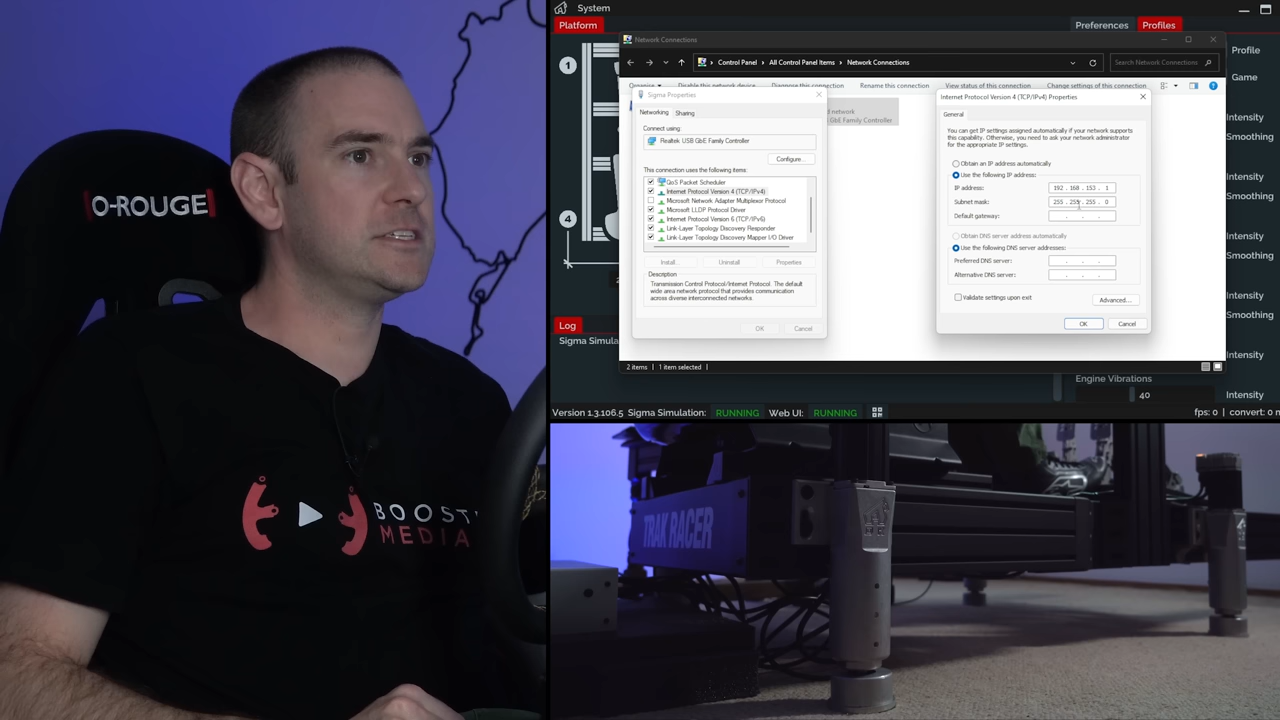 O-ROUGE
BOOST
MEDIA
System
Platform
Preferences
Profiles
1
4
Log
Sigma Simula
Network Connections
Control Panel
All Control Panel Items
Network Connections
Search Network Connections
Organise
Disable this network device
Diagnose this connection
Rename this connection
View status of this connection
Change settings of this connection
d network
GbE Family Controller
Sigma Properties
Networking
Sharing
Connect using:
Realtek USB GbE Family Controller
Configure...
This connection uses the following items:
QoS Packet Scheduler
Internet Protocol Version 4 (TCP/IPv4)
Microsoft Network Adapter Multiplexor Protocol
Microsoft LLDP Protocol Driver
Internet Protocol Version 6 (TCP/IPv6)
Link-Layer Topology Discovery Responder
Link-Layer Topology Discovery Mapper I/O Driver
Install...
Uninstall
Properties
Description
Transmission Control Protocol/Internet Protocol. The default
wide area network protocol that provides communication
across diverse interconnected networks.
OK
Cancel
Internet Protocol Version 4 (TCP/IPv4) Properties
General
You can get IP settings assigned automatically if your network supports
this capability. Otherwise, you need to ask your network administrator
for the appropriate IP settings.
Obtain an IP address automatically
Use the following IP address:
IP address:
192 . 168 . 153 . 1
Subnet mask:
255 . 255 . 255 . 0
Default gateway:
Obtain DNS server address automatically
Use the following DNS server addresses:
Preferred DNS server:
Alternative DNS server:
Validate settings upon exit
Advanced...
OK
Cancel
2 items
1 item selected
Profile
Game
Intensity
Smoothing
Intensity
Smoothing
Intensity
Smoothing
Intensity
Engine Vibrations
40
Intensity
Version 1.3.106.5 Sigma Simulation: RUNNING Web UI: RUNNING
fps: 0 | convert: 0 m
TRAK RACER